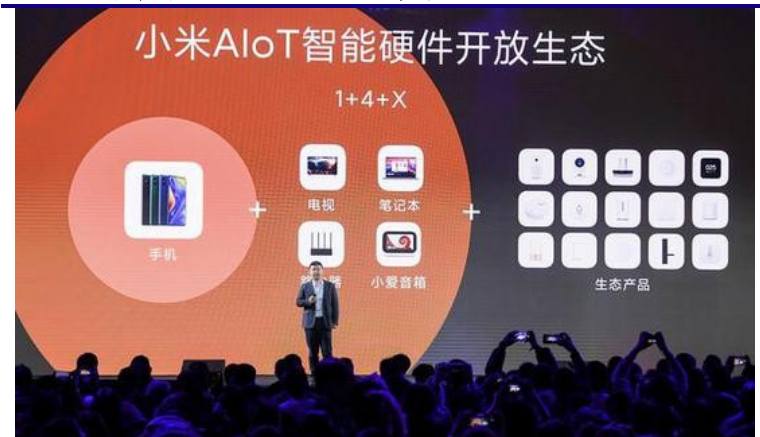 小米AIoT智能硬件开放生态
1+4+X
电视
笔记本
+
+
手机
器
小爱音箱
生态产品